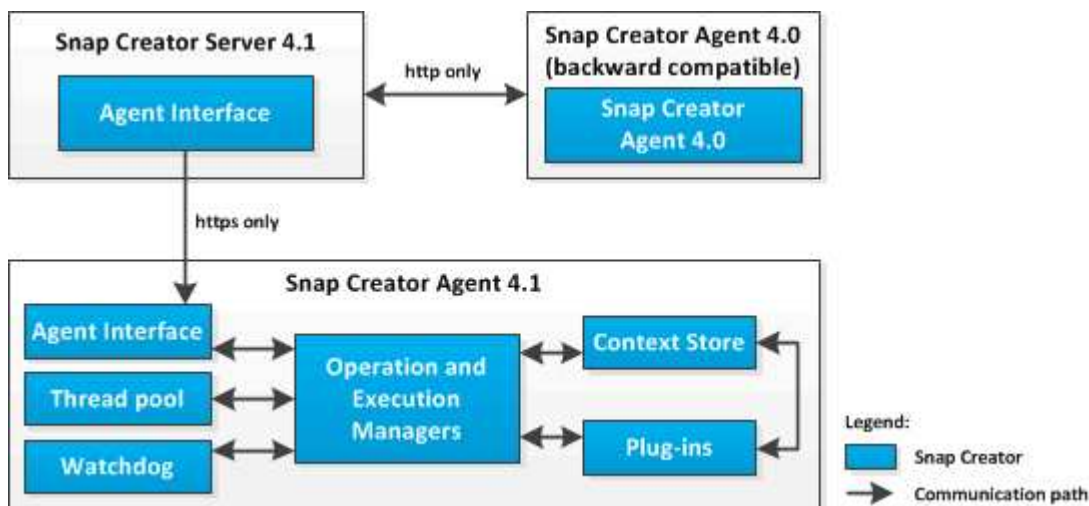 Snap Creator Server 4.1
Agent Interface
http only
Snap Creator Agent 4.0
(backward compatible)
Snap Creator
Agent 4.0
https only
Snap Creator Agent 4.1
Agent Interface
Thread pool
Watchdog
Operation and
Execution
Managers
Context Store
Plug-ins
Legend:
Snap Creator
Communication path